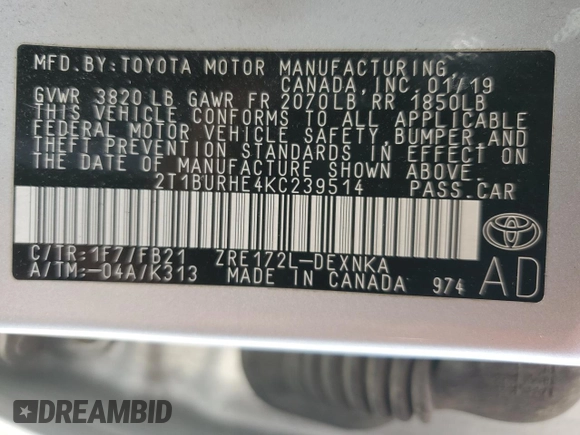 MFD. BY: TOYOTA MOTOR MANUFACTURING,
CANADA, INC. 01/19
GVWR 3820 LB GAWR FR 2070LB RR 1850LB
THIS VEHICLE CONFORMS TO ALL APPLICABLE
FEDERAL MOTOR VEHICLE SAFETY, BUMPER AND
THEFT PREVENTION STANDARDS IN EFFECT ON
THE DATE OF MANUFACTURE SHOWN ABOVE.
2T1BURHE4KC239514 PASS. CAR
C/TR: 1F7/FB21 ZRE172L-DEXNKA
A/TM: -04A/K313 MADE IN CANADA 974 AD
DREAMBID